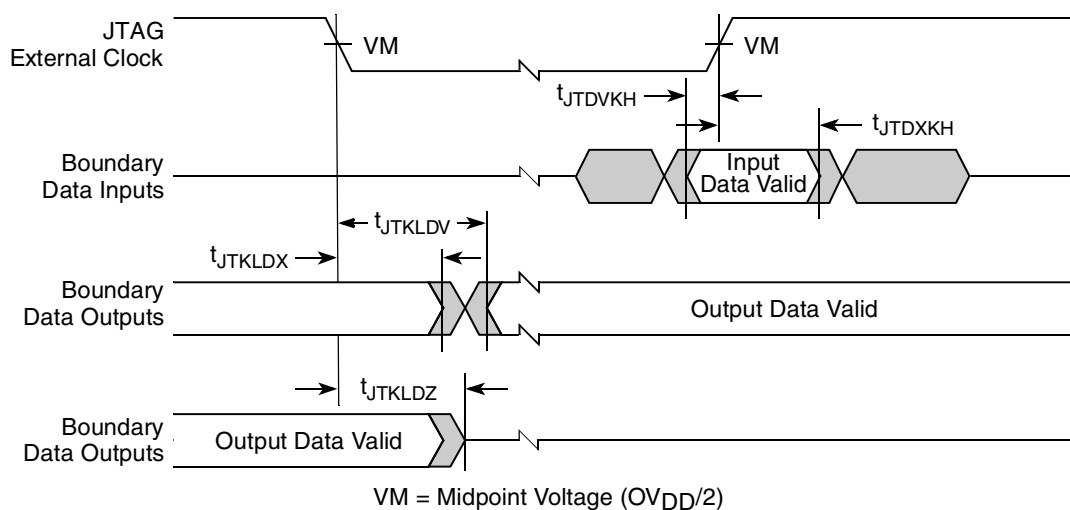 JTAG
External Clock
VM
VM
tJTDVKH
tJTDXKH
Boundary
Data Inputs
Input
Data Valid
tJTKLDV
tJTKLDX
Boundary
Data Outputs
Output Data Valid
tJTKLDZ
Boundary
Data Outputs
Output Data Valid
VM = Midpoint Voltage (OVDD/2)